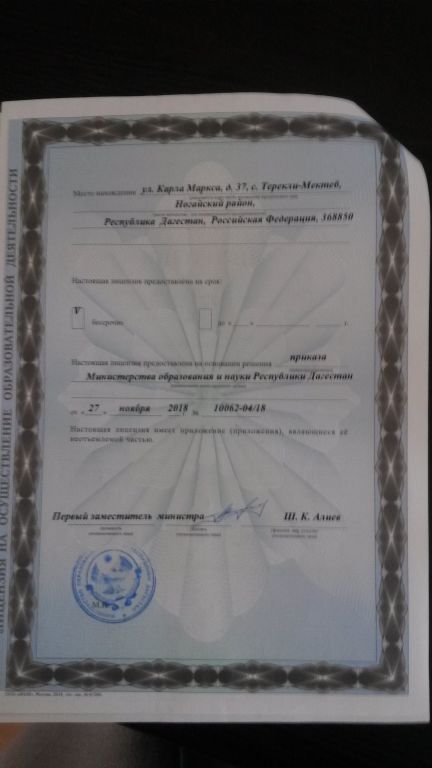 ЛИЦЕНЗИЯ НА ОСУЩЕСТВЛЕНИЕ ОБРАЗОВАТЕЛЬНОЙ ДЕЯТЕЛЬНОСТИ
Место нахождения ул. Карла Маркса, д. 37, с. Терекли-Мектеб,
Ногайский район,
Республика Дагестан, Российская Федерация, 368850
Настоящая лицензия предоставлена на срок:
V бессрочно до « » г.
Настоящая лицензия предоставлена на основании решения приказа
Министерства образования и науки Республики Дагестан
от « 27 » ноября 2018 № 10062-04/18
Настоящая лицензия имеет приложение (приложения), являющееся её
неотъемлемой частью.
Первый заместитель министра Ш. К. Алиев
М.П.